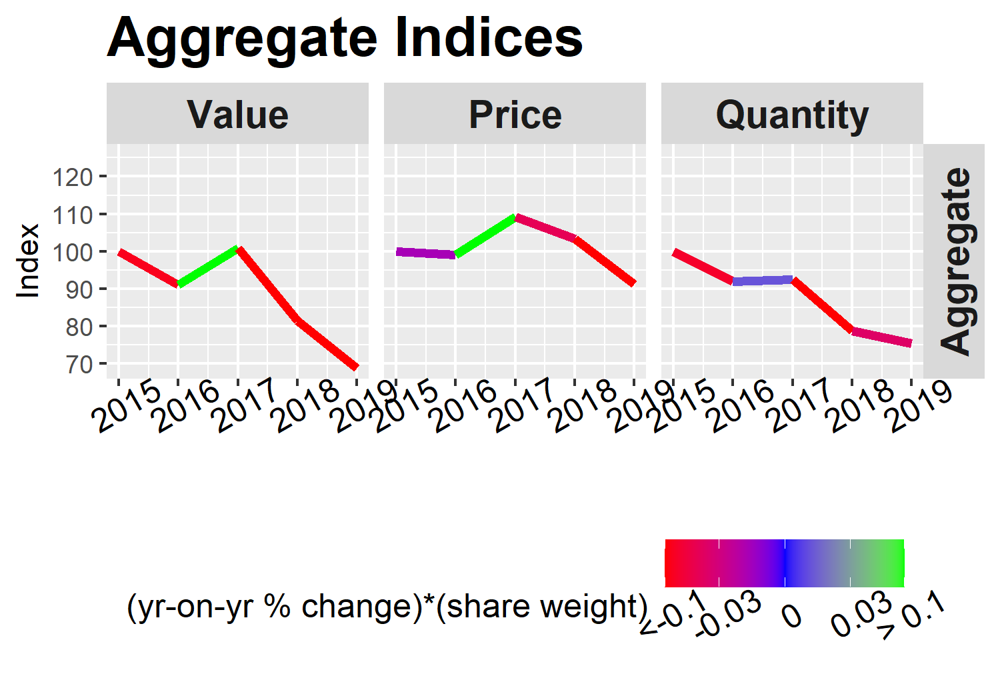 Aggregate Indices
Value Price Quantity
Aggregate
Index
120
110
100
90
80
70
2015 2016 2017 2018 2019 2015 2016 2017 2018 2019 2015 2016 2017 2018 2019
(yr-on-yr % change)*(share weight)
<-0.1 -0.03 0 0.03 > 0.1